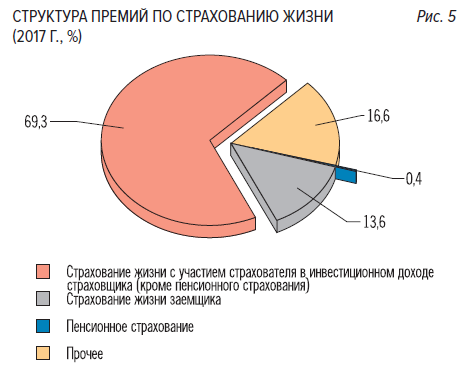 СТРУКТУРА ПРЕМИЙ ПО СТРАХОВАНИЮ ЖИЗНИ
(2017 Г., %)
Рис. 5
69,3
16,6
0,4
13,6
Страхование жизни с участием страхователя в инвестиционном доходе
страховщика (кроме пенсионного страхования)
Страхование жизни заемщика
Пенсионное страхование
Прочее